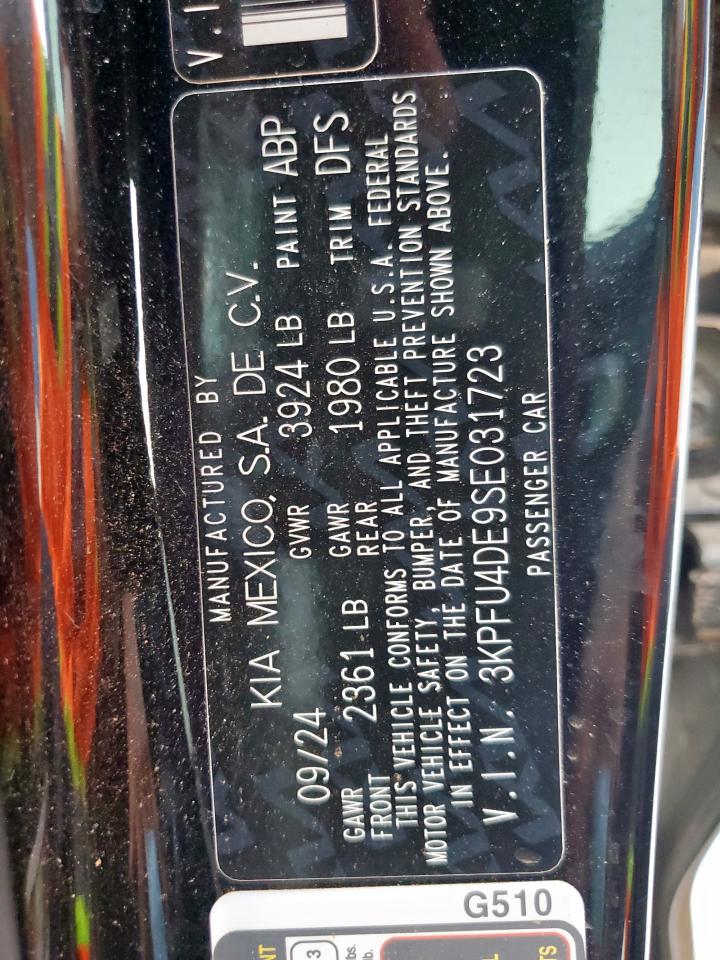 V.I
MANUFACTURED BY
KIA MEXICO, S.A. DE C.V.
09/24 GVWR 3924 LB PAINT ABP
GAWR FRONT 2361 LB GAWR REAR 1980 LB TRIM DFS
THIS VEHICLE CONFORMS TO ALL APPLICABLE U.S.A. FEDERAL
MOTOR VEHICLE SAFETY, BUMPER, AND THEFT PREVENTION STANDARDS
IN EFFECT ON THE DATE OF MANUFACTURE SHOWN ABOVE.
V.I.N. 3KPFU4DE9SE031723
PASSENGER CAR
G510